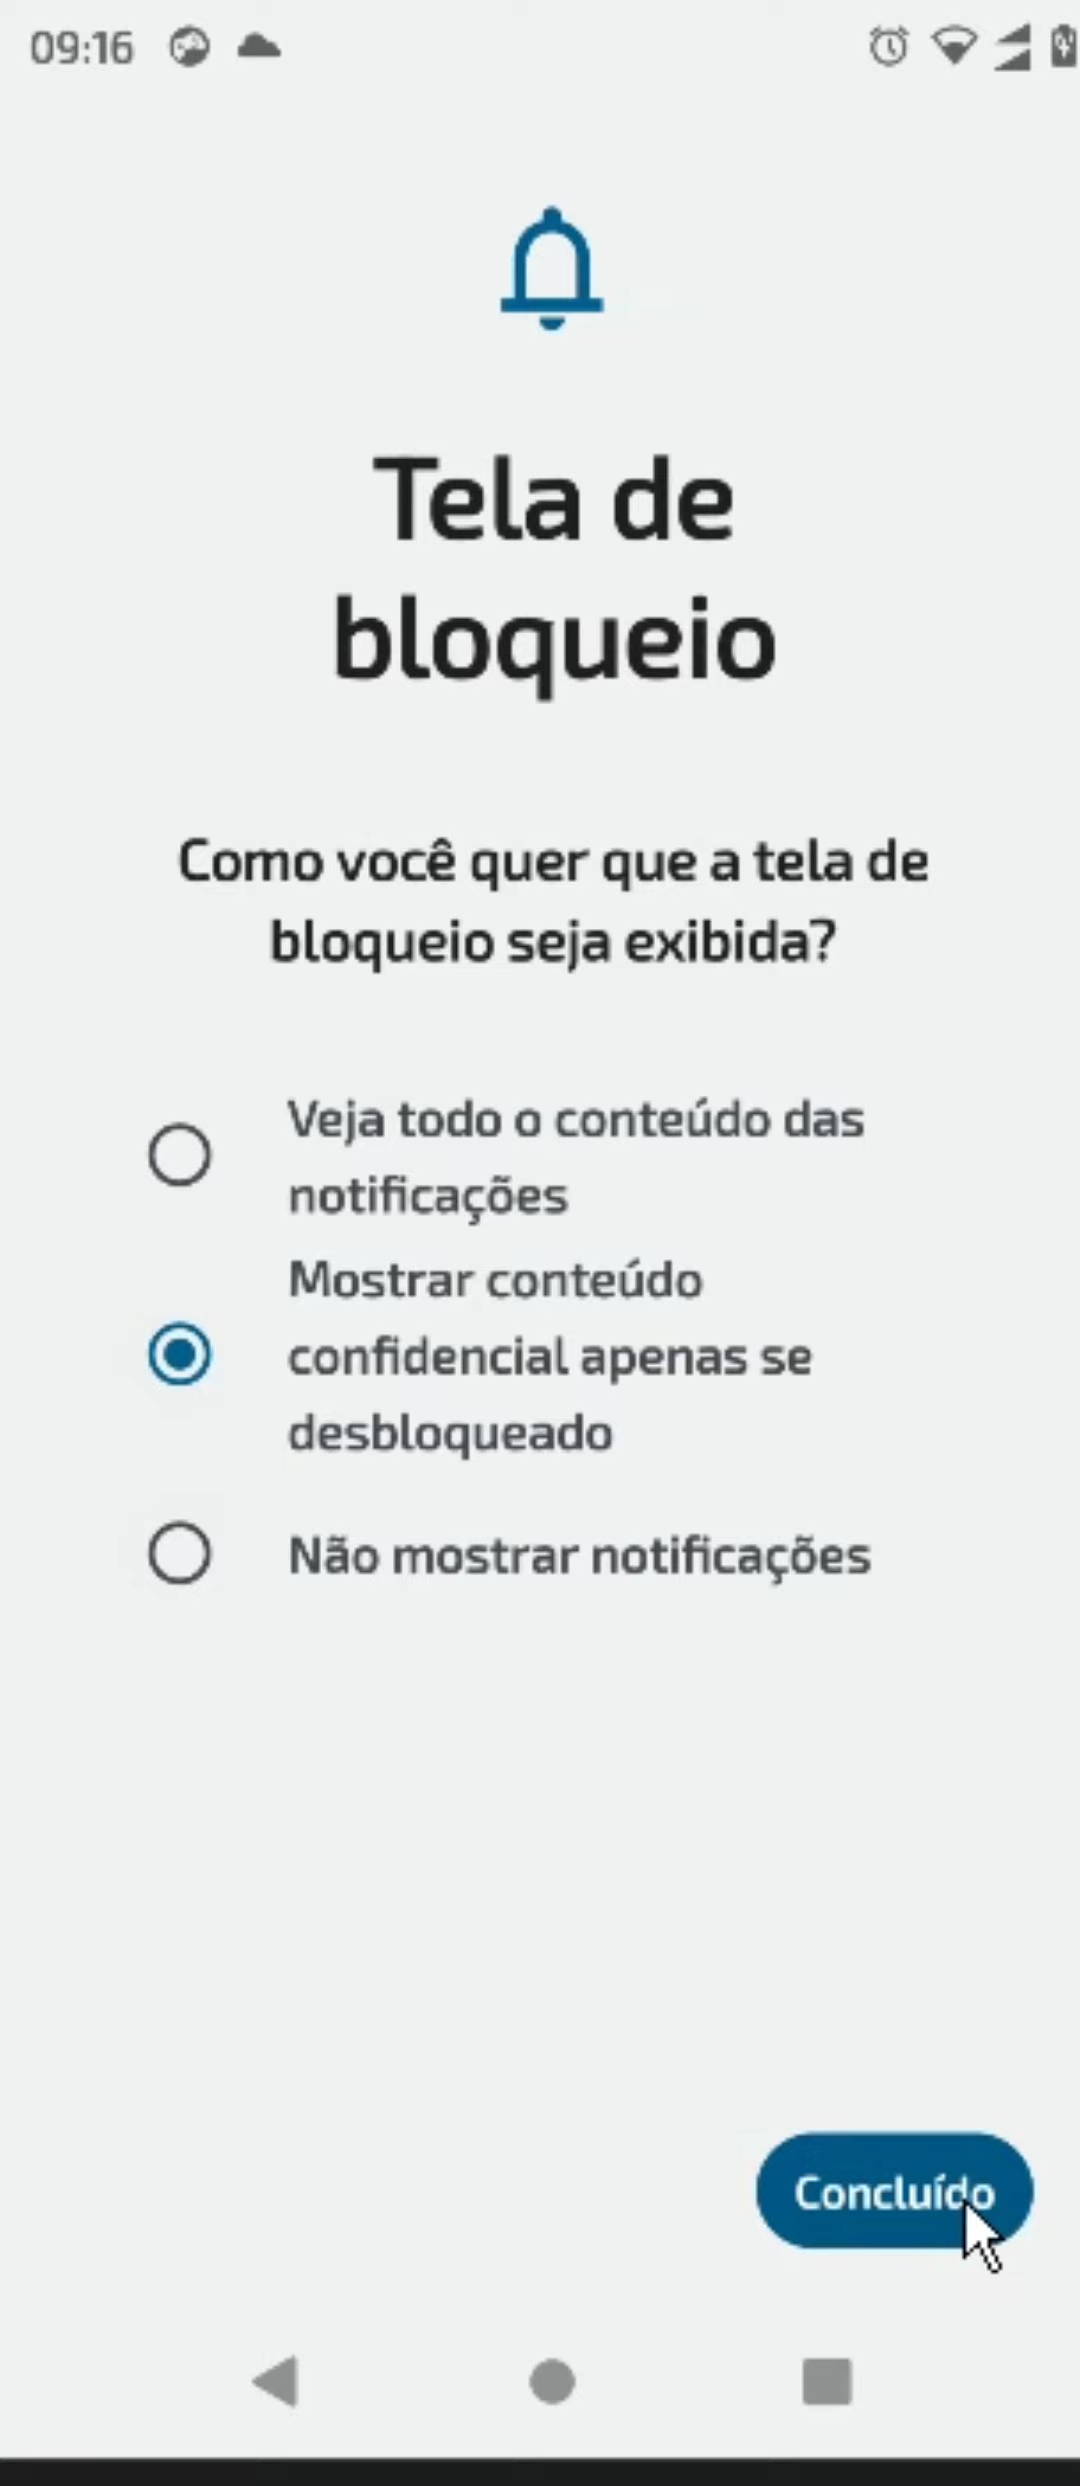 09:16
Tela de
bloqueio
Como você quer que a tela de
bloqueio seja exibida?
Veja todo o conteúdo das
notificações
Mostrar conteúdo
confidencial apenas se
desbloqueado
Não mostrar notificações
Concluído